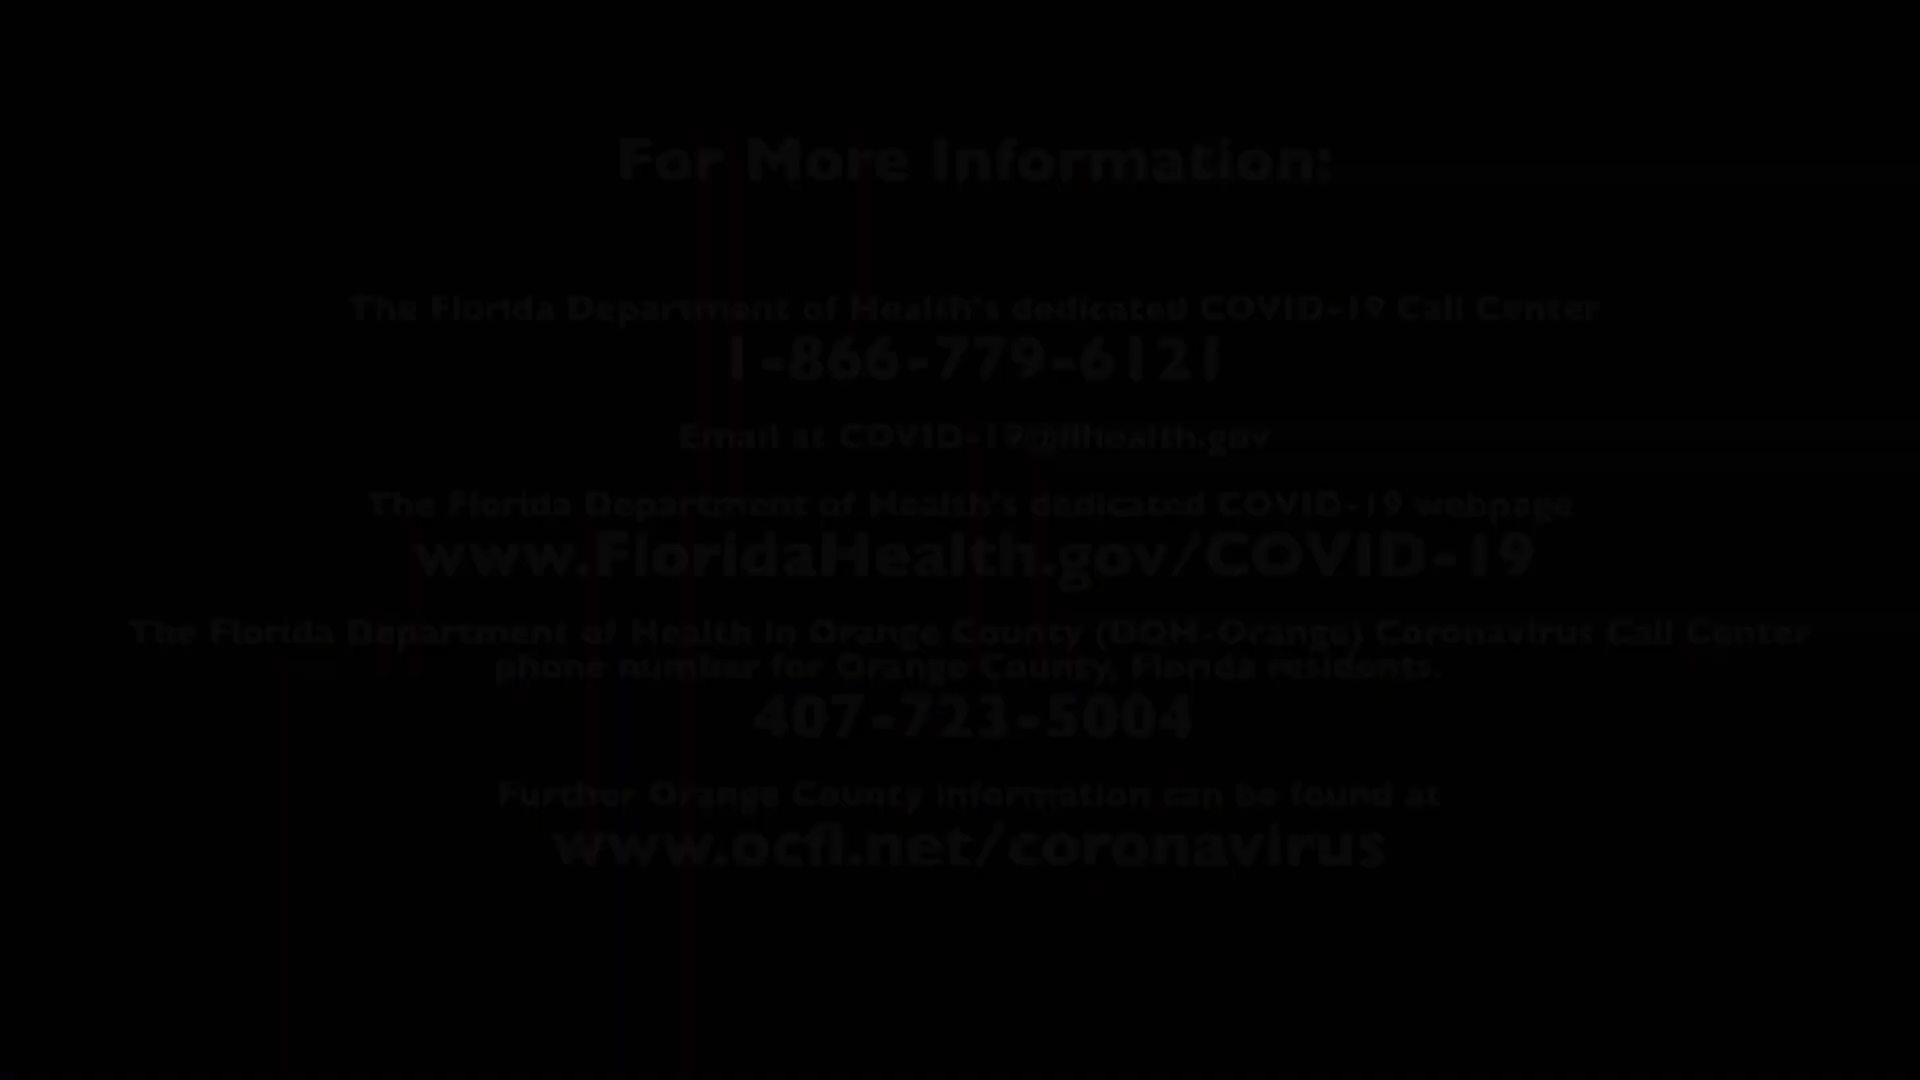 For More Information:
The Florida Department of Health's dedicated COVID-19 Call Center
1-866-779-6121
Email at COVID-19@flhealth.gov
The Florida Department of Health's dedicated COVID-19 webpage
www.FloridaHealth.gov/COVID-19
The Florida Department of Health in Orange County (DOH-Orange) Coronavirus Call Center
phone number for Orange County, Florida residents.
407-723-5004
Further Orange County information can be found at
www.ocfl.net/coronavirus